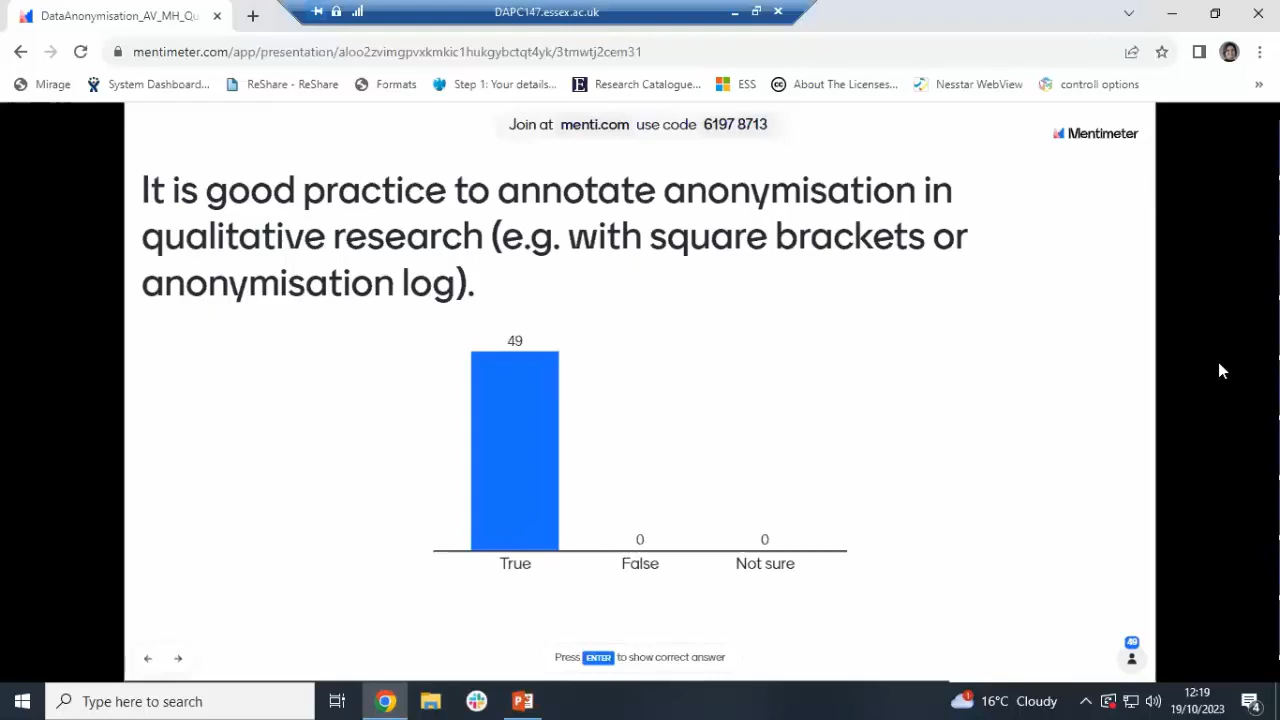 DataAnonymisation_AV_MH_Qu
DAPC147.essex.ac.uk
mentimeter.com/app/presentation/aloo2zvimgpvxkmkic1hukgybctqt4yk/3tmwtj2cem31
Mirage System Dashboard... ReShare - ReShare Formats Step 1: Your details... Research Catalogue... ESS About The Licenses... Nesstar WebView controll options »
Join at menti.com use code 6197 8713
Mentimeter
It is good practice to annotate anonymisation in
qualitative research (e.g. with square brackets or
anonymisation log).
49
0 0
True False Not sure
49
Press ENTER to show correct answer
Type here to search
1 16°C Cloudy
12:19
19/10/2023
4